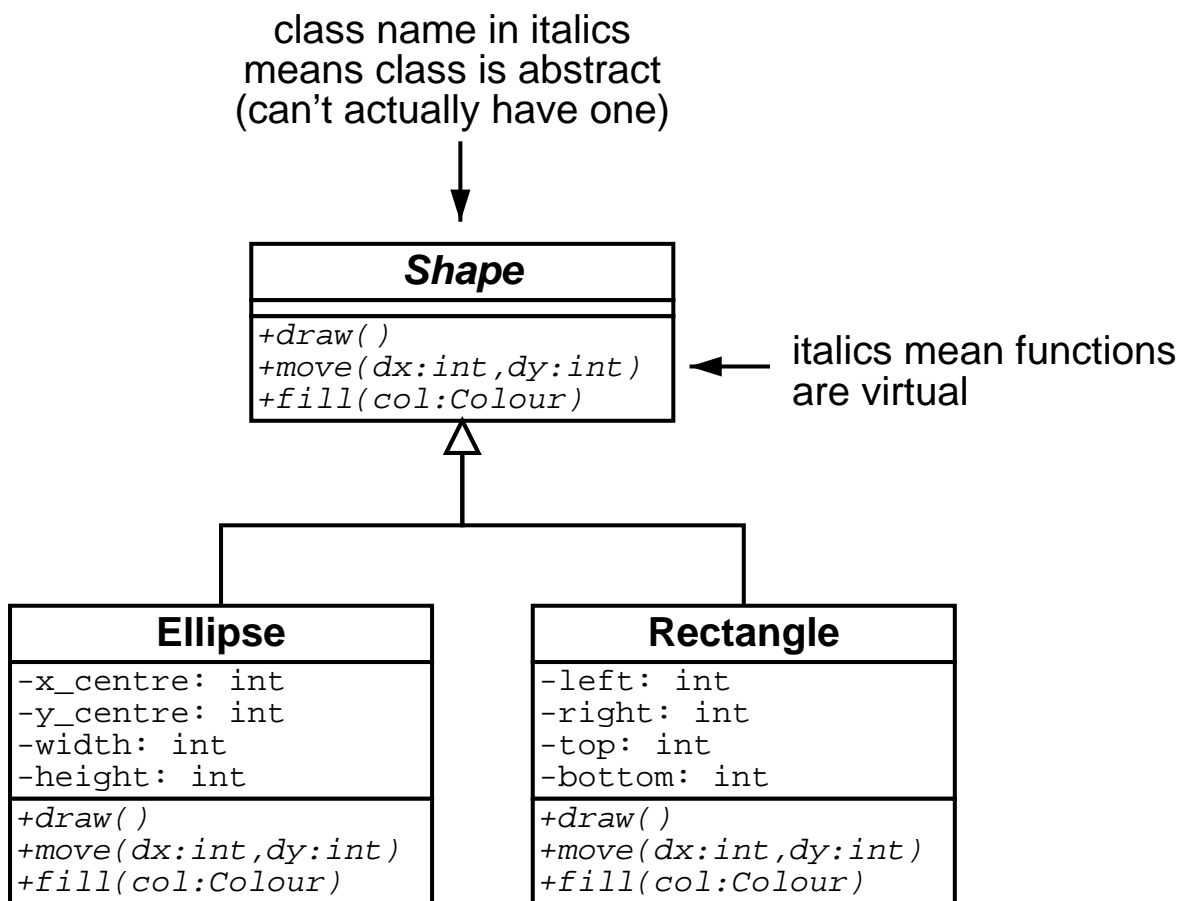 class name in italics
means class is abstract
(can't actually have one)
Shape
+draw()
+move(dx:int,dy:int)
+fill(col:Colour)
italics mean functions
are virtual
Ellipse
-x_centre: int
-y_centre: int
-width: int
-height: int
+draw()
+move(dx:int,dy:int)
+fill(col:Colour)
Rectangle
-left: int
-right: int
-top: int
-bottom: int
+draw()
+move(dx:int,dy:int)
+fill(col:Colour)